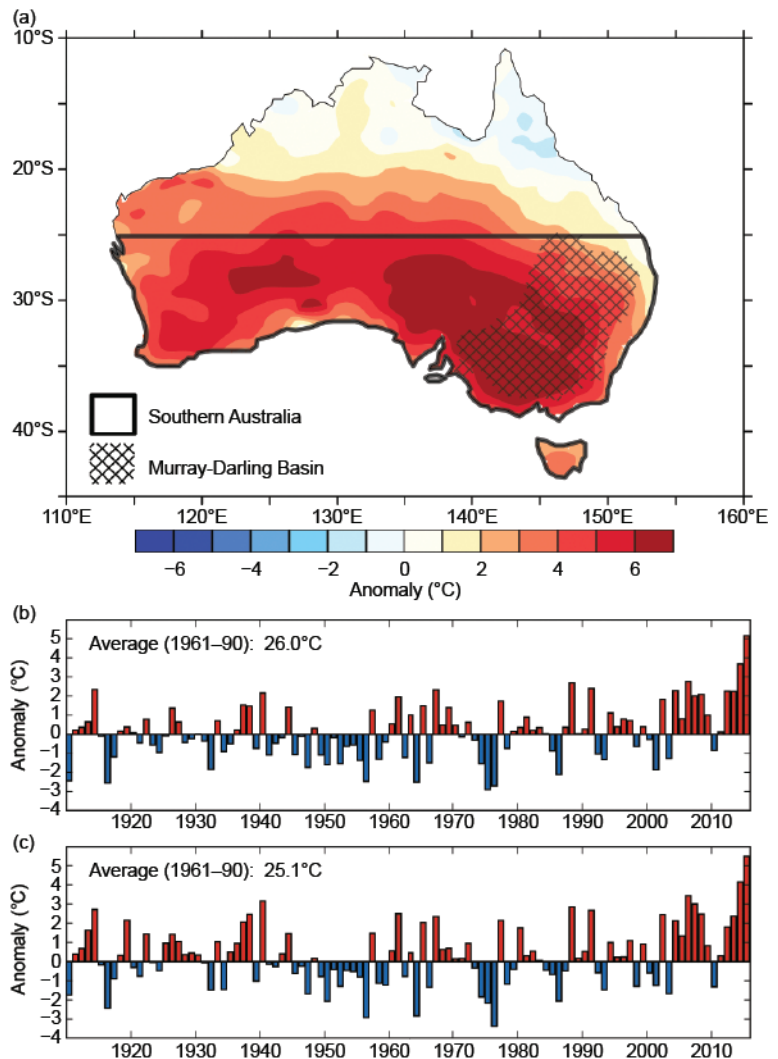 (a)
10°S
20°S
30°S
40°S
Southern Australia
Murray-Darling Basin
110°E 120°E 130°E 140°E 150°E 160°E
−6 −4 −2 0 2 4 6
Anomaly (°C)
(b)
Average (1961–90): 26.0°C
Anomaly (°C)
5
4
3
2
1
0
−1
−2
−3
−4
1920 1930 1940 1950 1960 1970 1980 1990 2000 2010
(c)
Average (1961–90): 25.1°C
Anomaly (°C)
5
4
3
2
1
0
−1
−2
−3
−4
1920 1930 1940 1950 1960 1970 1980 1990 2000 2010